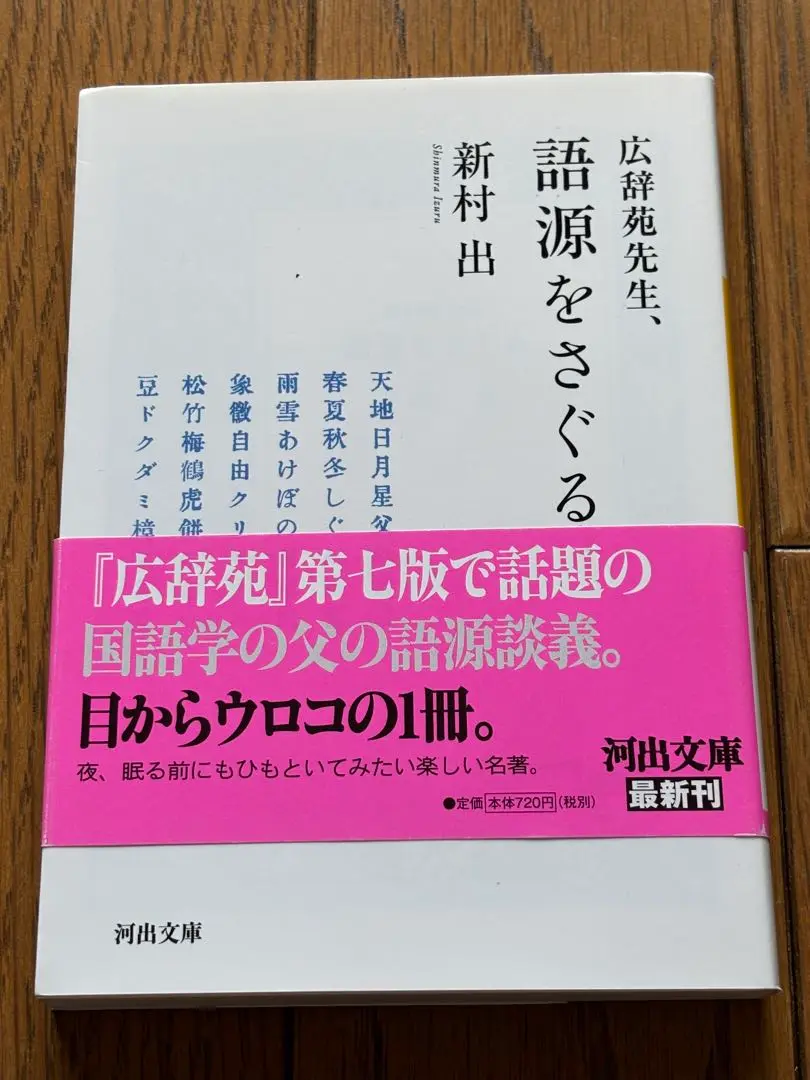 広辞苑先生、
語源をさぐる
新村 出
Shinmura Izuru
天地日月星父
春夏秋冬しぐ
雨雪あけぼの
象徴自由クリ
松竹梅鶴虎餅
豆ドクダミ樟
『広辞苑』第七版で話題の
国語学の父の語源談義。
目からウロコの1冊。
夜、眠る前にもひもといてみたい楽しい名著。
●定価 本体720円(税別)
河出文庫
最新刊
河出文庫